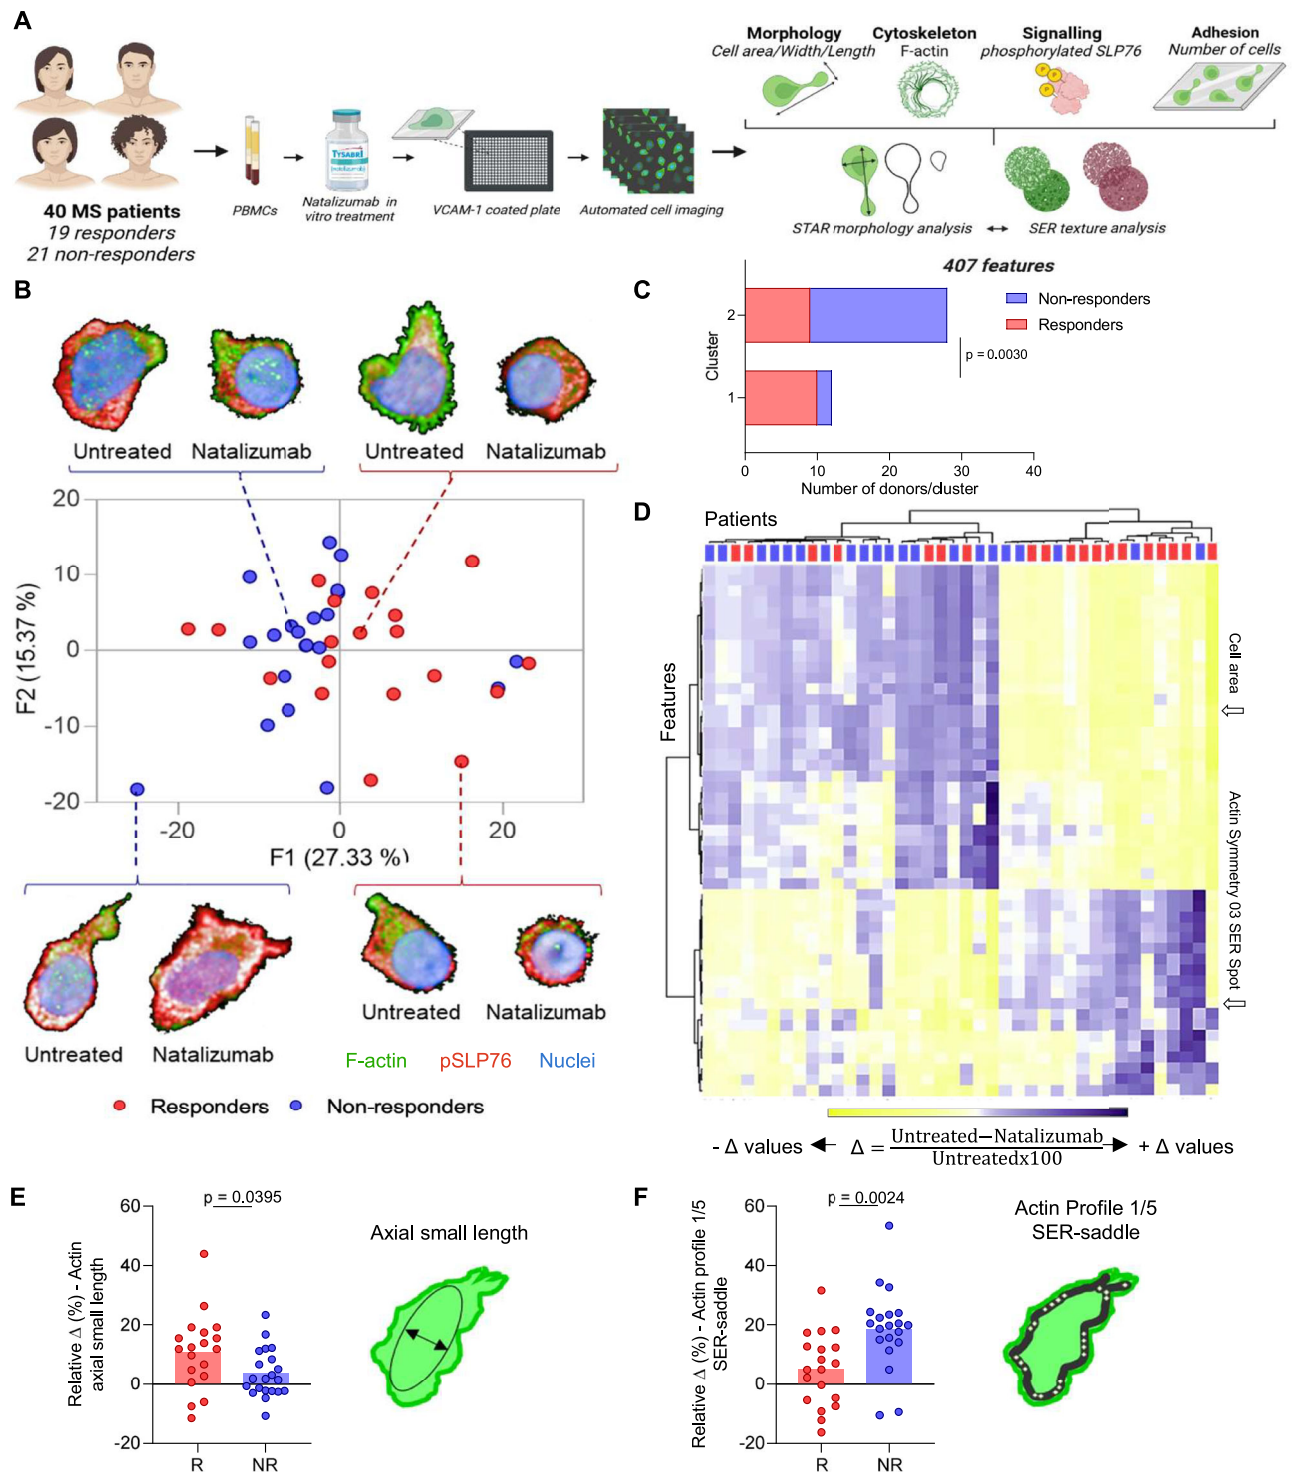 A
40 MS patients
19 responders
21 non-responders
PBMCs
TYSABRI
(natalizumab)
Natalizumab in
vitro treatment
VCAM-1 coated plate
Automated cell imaging
Morphology
Cell area/Width/Length
Cytoskeleton
F-actin
Signalling
phosphorylated SLP76
P
P
P
Adhesion
Number of cells
STAR morphology analysis
SER texture analysis
407 features
B
Untreated
Natalizumab
Untreated
Natalizumab
20
10
0
-10
-20
F2 (15.37 %)
-20
0
20
F1 (27.33 %)
Untreated
Natalizumab
Untreated
Natalizumab
F-actin
pSLP76
Nuclei
Responders
Non-responders
C
Cluster
2
1
0
10
20
30
40
Number of donors/cluster
p = 0.0030
Non-responders
Responders
D
Patients
Features
Cell area
Actin Symmetry 03 SER Spot
- Δ values
Δ = Untreated−Natalizumab
Untreatedx100
+ Δ values
E
Relative Δ (%) - Actin
axial small length
60
40
20
0
-20
p = 0.0395
R
NR
Axial small length
F
Relative Δ (%) - Actin profile 1/5
SER-saddle
60
40
20
0
-20
p = 0.0024
R
NR
Actin Profile 1/5
SER-saddle